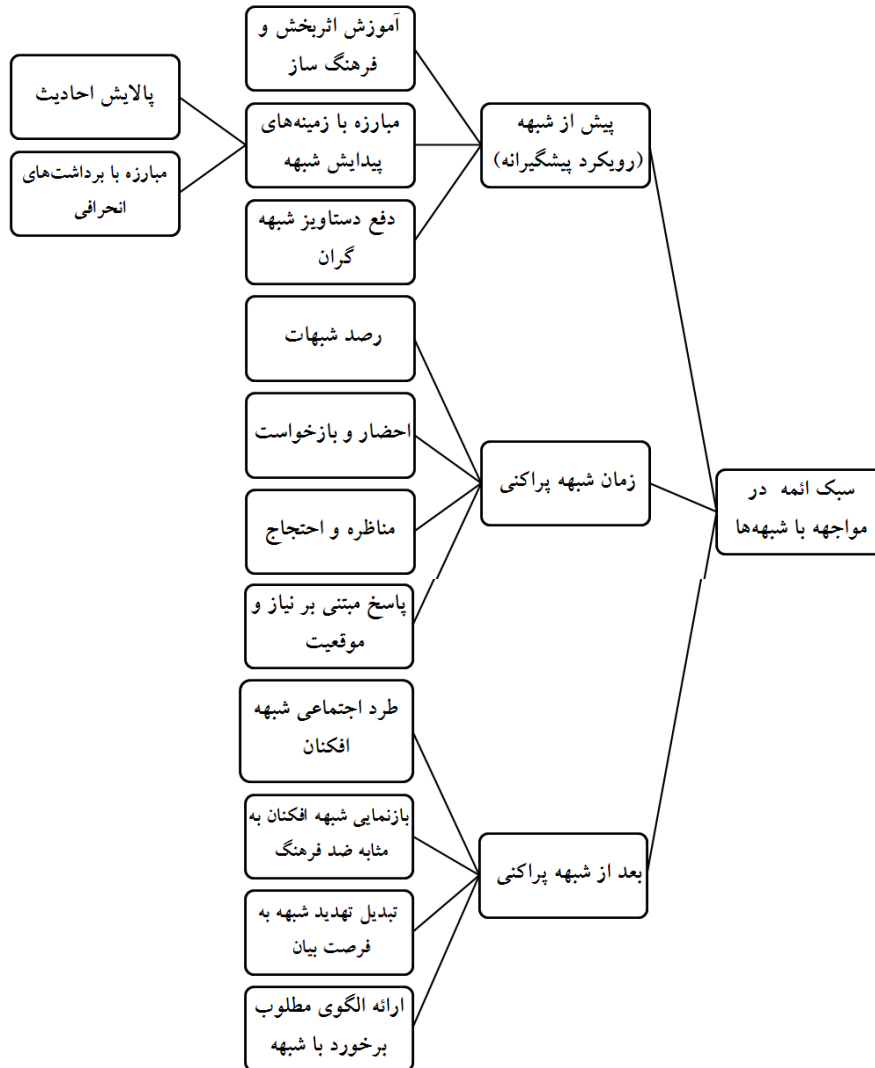 سبک ائمه در
مواجهه با شبهه‌ها
پیش از شبهه
(رویکرد پیشگیرانه)
آموزش اثربخش و
فرهنگ ساز
مبارزه با زمینه‌های
پیدایش شبهه
پالایش احادیث
مبارزه با برداشت‌های
انحرافی
دفع دستاویز شبهه
گران
زمان شبهه پراکنی
رصد شبهات
احضار و بازخواست
مناظره و احتجاج
پاسخ مبتنی بر نیاز و
موقعیت
بعد از شبهه پراکنی
طرد اجتماعی شبهه
افکنان
بازنمایی شبهه افکنان به
مثابه ضد فرهنگ
تبدیل تهدید شبهه به
فرصت بیان
ارائه الگوی مطلوب
برخورد با شبهه